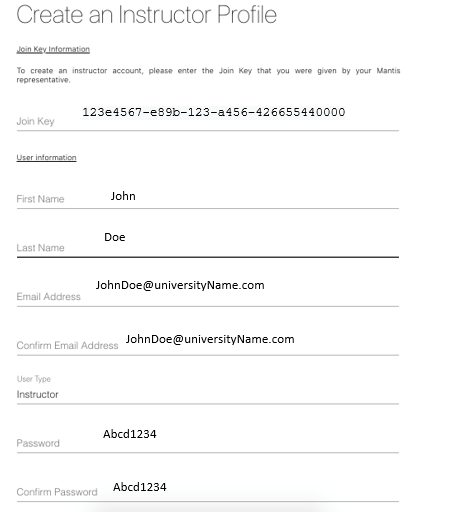 Create an Instructor Profile
Join Key Information
To create an instructor account, please enter the Join Key that you were given by your Mantis
representative.
Join Key 123e4567-e89b-123-a456-426655440000
User information
First Name John
Last Name Doe
Email Address JohnDoe@universityName.com
Confirm Email Address JohnDoe@universityName.com
User Type
Instructor
Password Abcd1234
Confirm Password Abcd1234